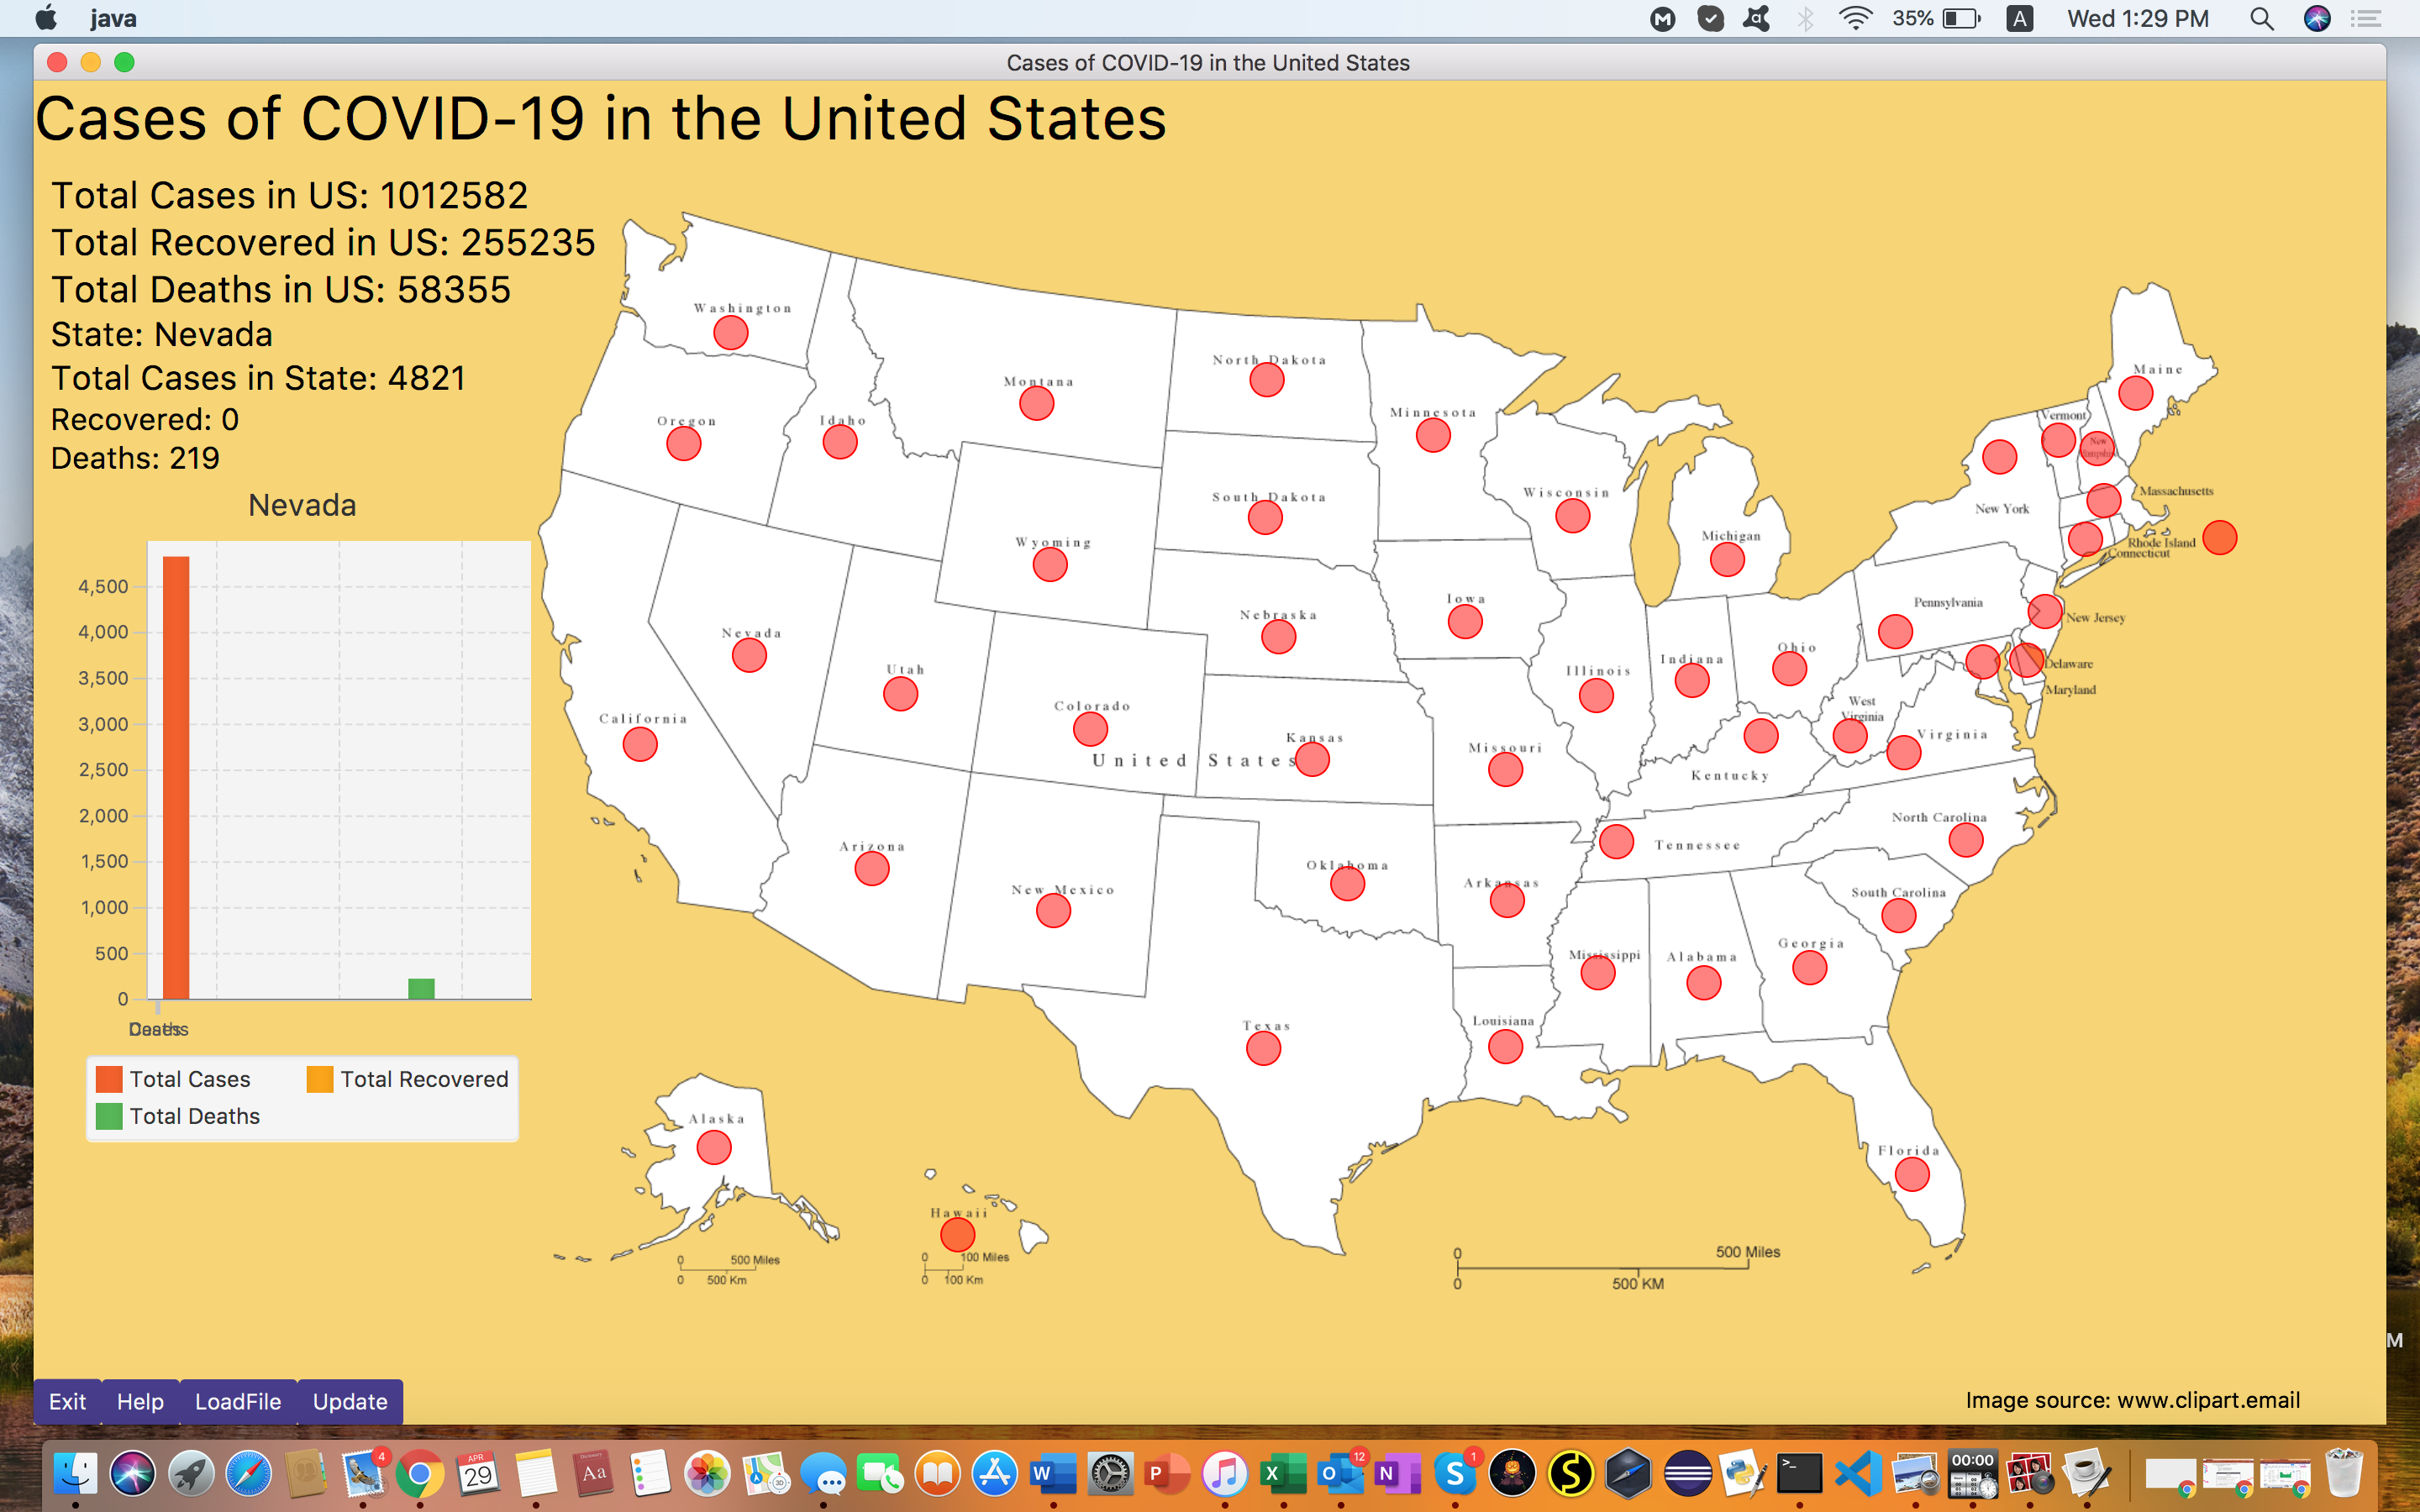 java
35%
A
Wed 1:29 PM
Cases of COVID-19 in the United States
Cases of COVID-19 in the United States
Total Cases in US: 1012582
Total Recovered in US: 255235
Total Deaths in US: 58355
State: Nevada
Total Cases in State: 4821
Recovered: 0
Deaths: 219
Nevada
4,500
4,000
3,500
3,000
2,500
2,000
1,500
1,000
500
0
Total Cases
Total Recovered
Total Deaths
Washington
Oregon
Idaho
Montana
North Dakota
Minnesota
South Dakota
Wisconsin
Michigan
Maine
Vermont
New
New York
Massachusetts
Rhode Island
Connecticut
Wyoming
Nebraska
Iowa
Nevada
Utah
California
Colorado
United States
Kansas
Missouri
Illinois
Indiana
Ohio
Pennsylvania
New Jersey
Delaware
Maryland
West
Virginia
Virginia
Kentucky
Arizona
New Mexico
Oklahoma
Arkansas
Tennessee
North Carolina
South Carolina
Mississippi
Alabama
Georgia
Texas
Louisiana
Florida
Alaska
Hawaii
0 500 Miles
0 500 Km
0 100 Miles
0 100 Km
0 500 Miles
0 500 KM
M
Exit
Help
LoadFile
Update
Image source: www.clipart.email
4
APR
29
Aa
W
P
X
O
12
N
S
1
00:00